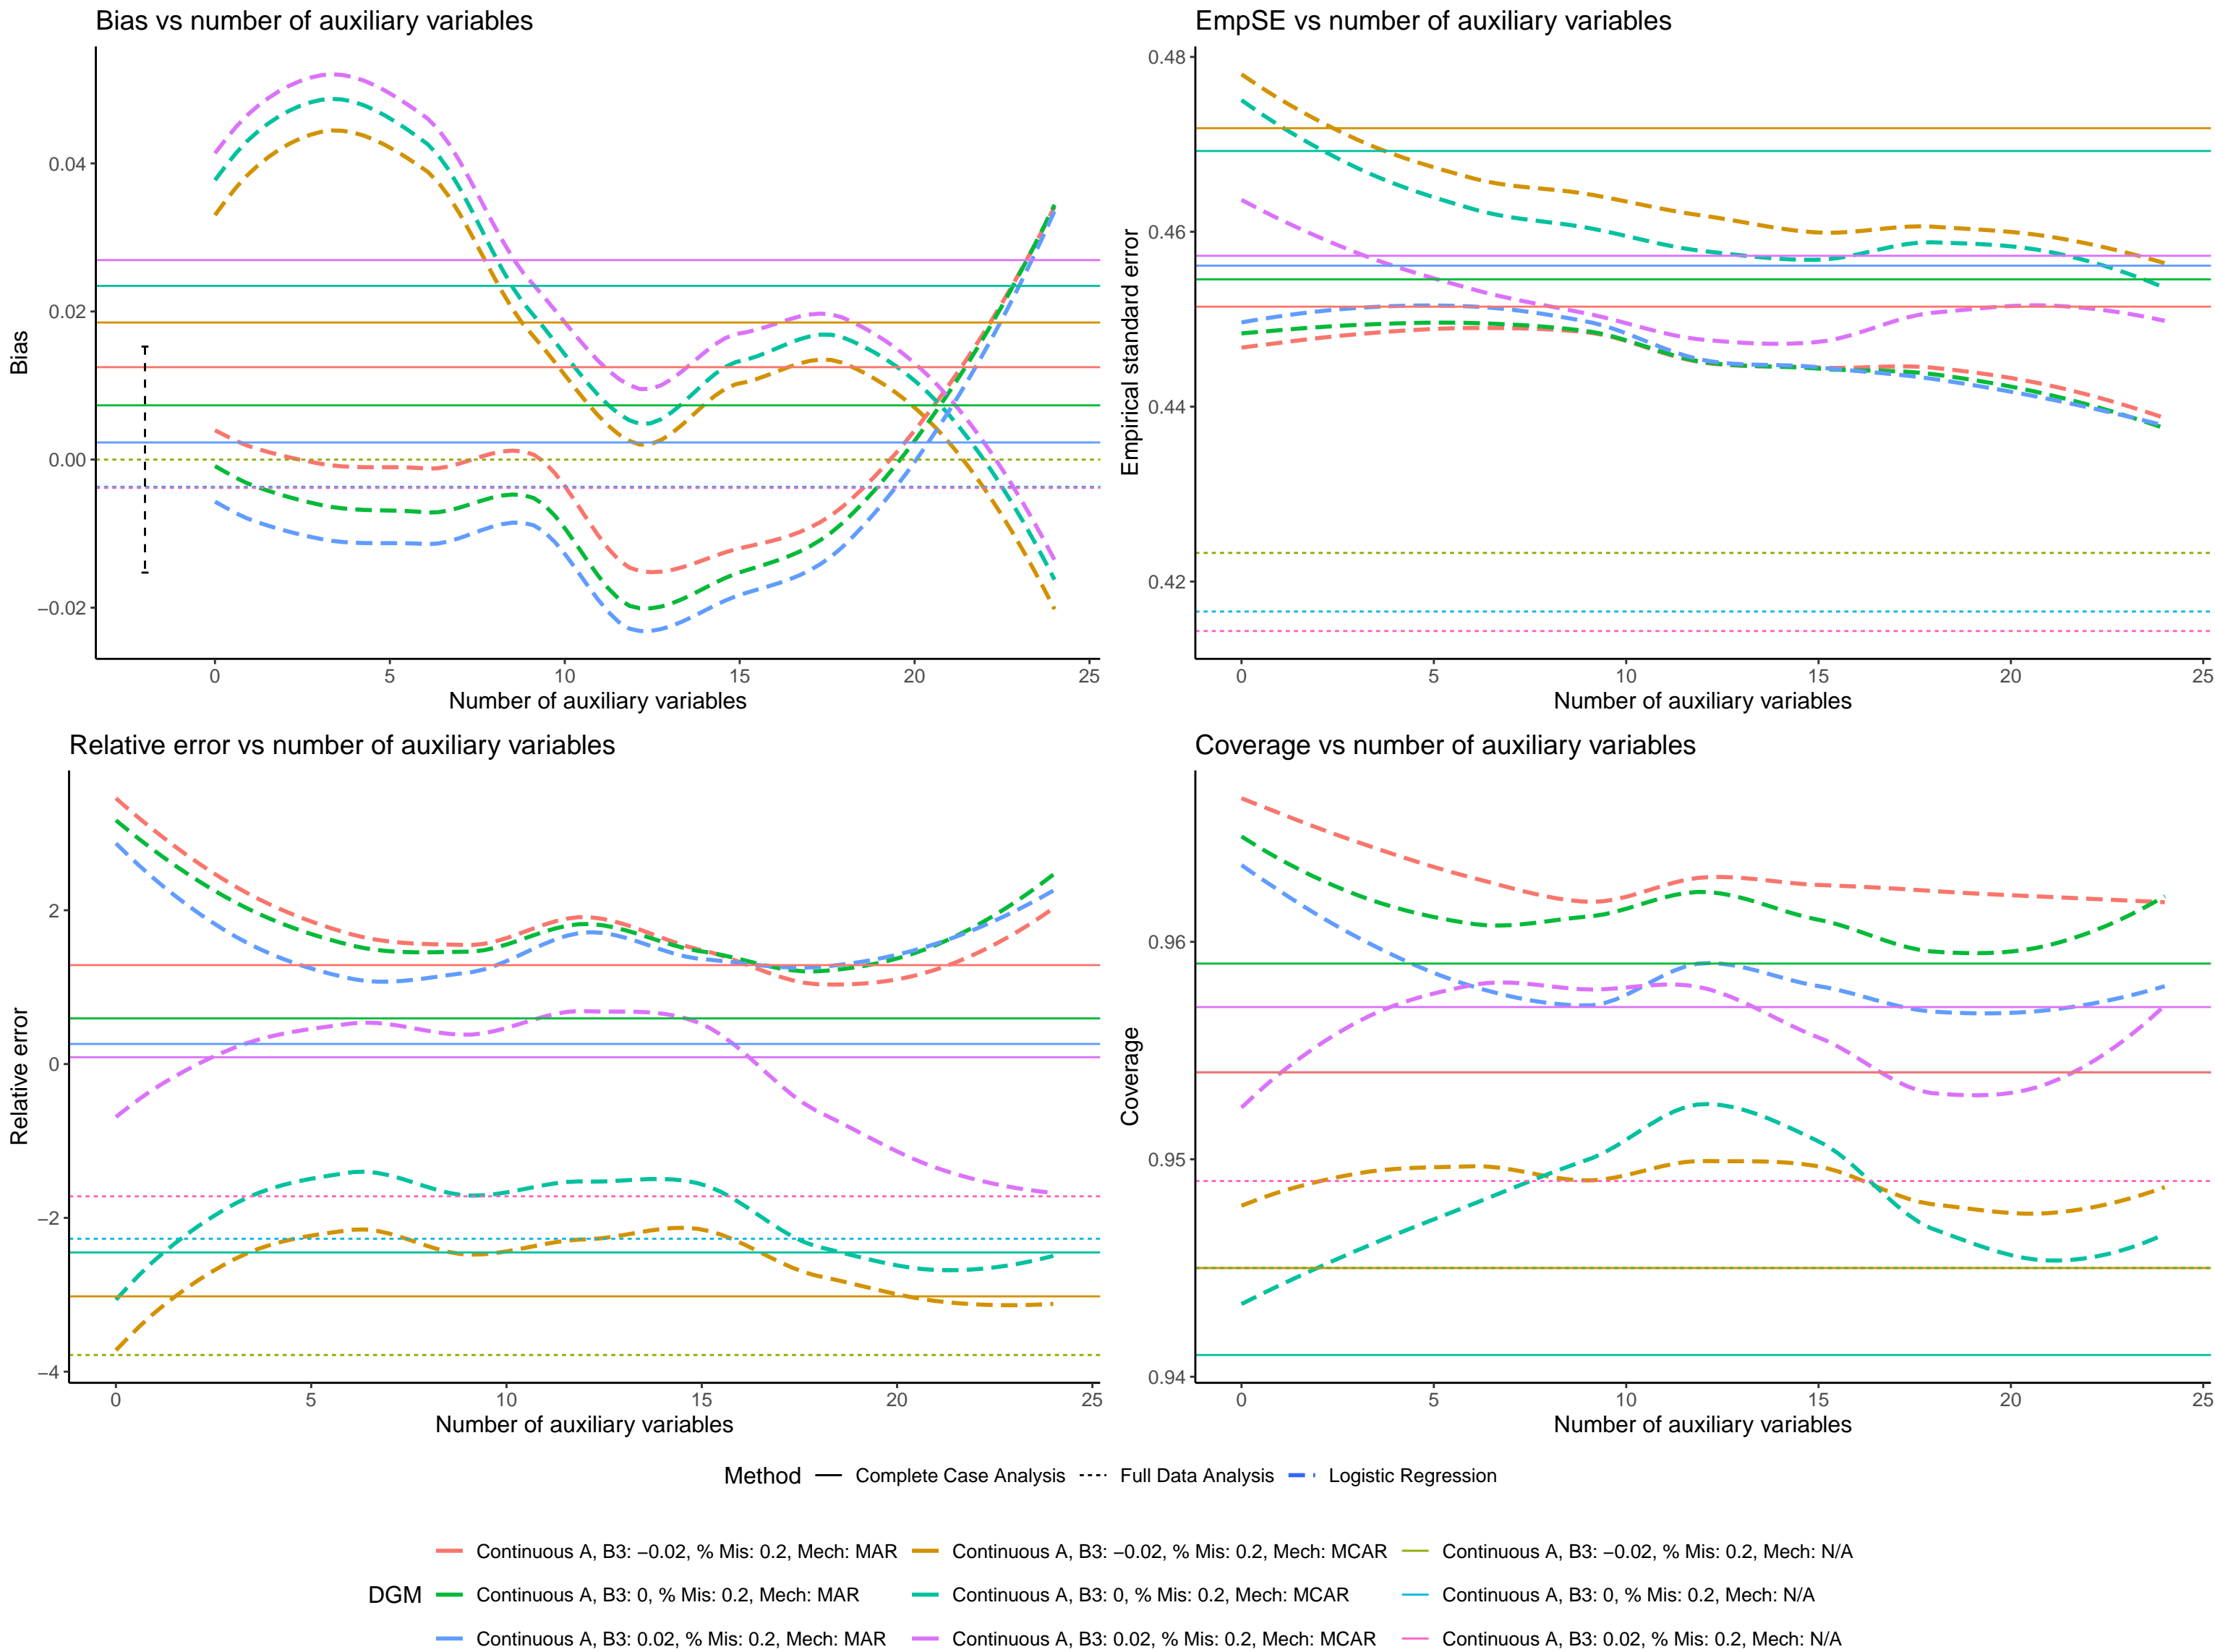 Bias vs number of auxiliary variables
0.04
0.02
0.00
−0.02
Bias
0 5 10 15 20 25
Number of auxiliary variables
EmpSE vs number of auxiliary variables
0.48
0.46
0.44
0.42
Empirical standard error
0 5 10 15 20 25
Number of auxiliary variables
Relative error vs number of auxiliary variables
2
0
−2
−4
Relative error
0 5 10 15 20 25
Number of auxiliary variables
Coverage vs number of auxiliary variables
0.96
0.95
0.94
Coverage
0 5 10 15 20 25
Number of auxiliary variables
Method Complete Case Analysis Full Data Analysis Logistic Regression
Continuous A, B3: −0.02, % Mis: 0.2, Mech: MAR Continuous A, B3: −0.02, % Mis: 0.2, Mech: MCAR Continuous A, B3: −0.02, % Mis: 0.2, Mech: N/A
DGM Continuous A, B3: 0, % Mis: 0.2, Mech: MAR Continuous A, B3: 0, % Mis: 0.2, Mech: MCAR Continuous A, B3: 0, % Mis: 0.2, Mech: N/A
Continuous A, B3: 0.02, % Mis: 0.2, Mech: MAR Continuous A, B3: 0.02, % Mis: 0.2, Mech: MCAR Continuous A, B3: 0.02, % Mis: 0.2, Mech: N/A